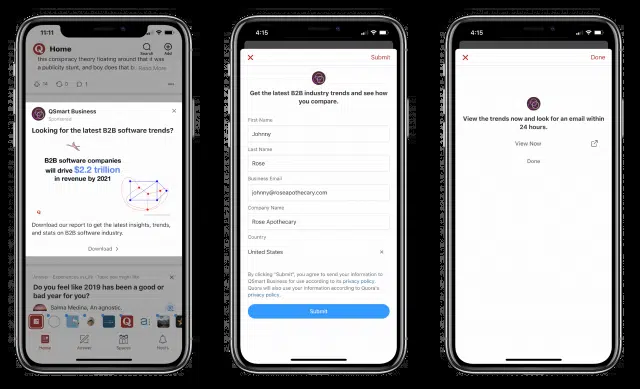 11:11
Home
Search
Add
this conspiracy theory floating around that it was
a publicity stunt, and boy does that b... Read More
QSmart Business
Sponsored
Looking for the latest B2B software trends?
B2B software companies
will drive $2.2 trillion
in revenue by 2021
Download our report to get the latest insights, trends,
and stats on B2B software industry.
Download
Do you feel like 2019 has been a good or
bad year for you?
Salma Medina, An agnostic.
Home
Answer
Spaces
Notifs
4:15
Submit
Get the latest B2B industry trends and see how
you compare.
First Name
Johnny
Last Name
Rose
Business Email
johnny@roseapothecary.com
Company Name
Rose Apothecary
Country
United States
By clicking "Submit", you agree to send your information to
QSmart Business for use according to its privacy policy.
Quora will also use your information according to Quora's
privacy policy.
Submit
4:15
Done
View the trends now and look for an email within
24 hours.
View Now
Done